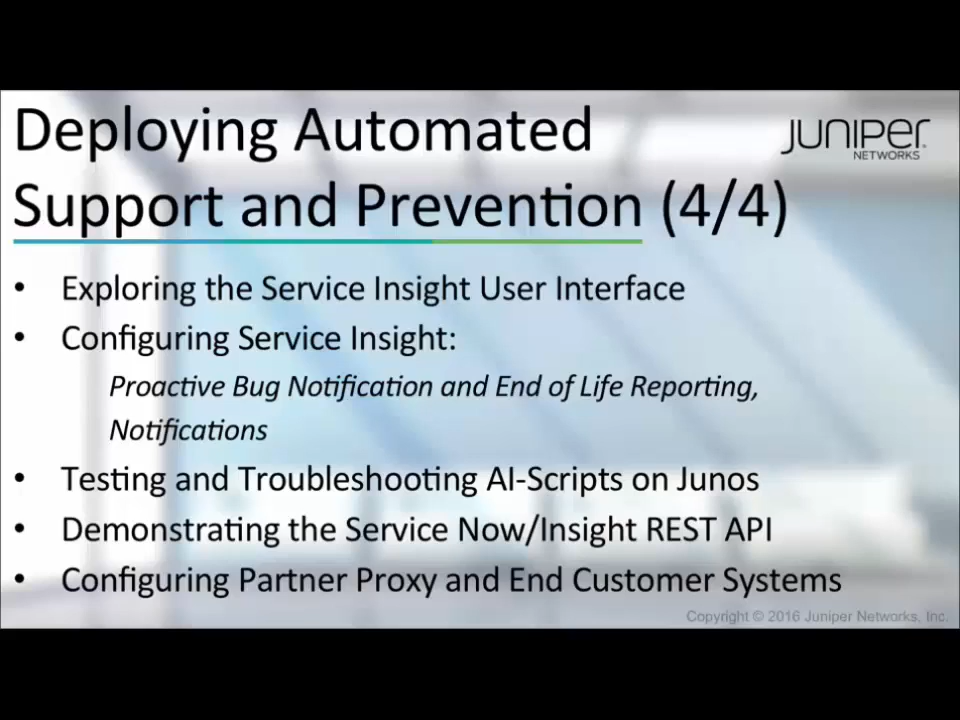 Deploying Automated
Support and Prevention (4/4)
JUNIPER
NETWORKS
• Exploring the Service Insight User Interface
• Configuring Service Insight:
Proactive Bug Notification and End of Life Reporting,
Notifications
• Testing and Troubleshooting AI-Scripts on Junos
• Demonstrating the Service Now/Insight REST API
• Configuring Partner Proxy and End Customer Systems
Copyright © 2016 Juniper Networks, Inc.